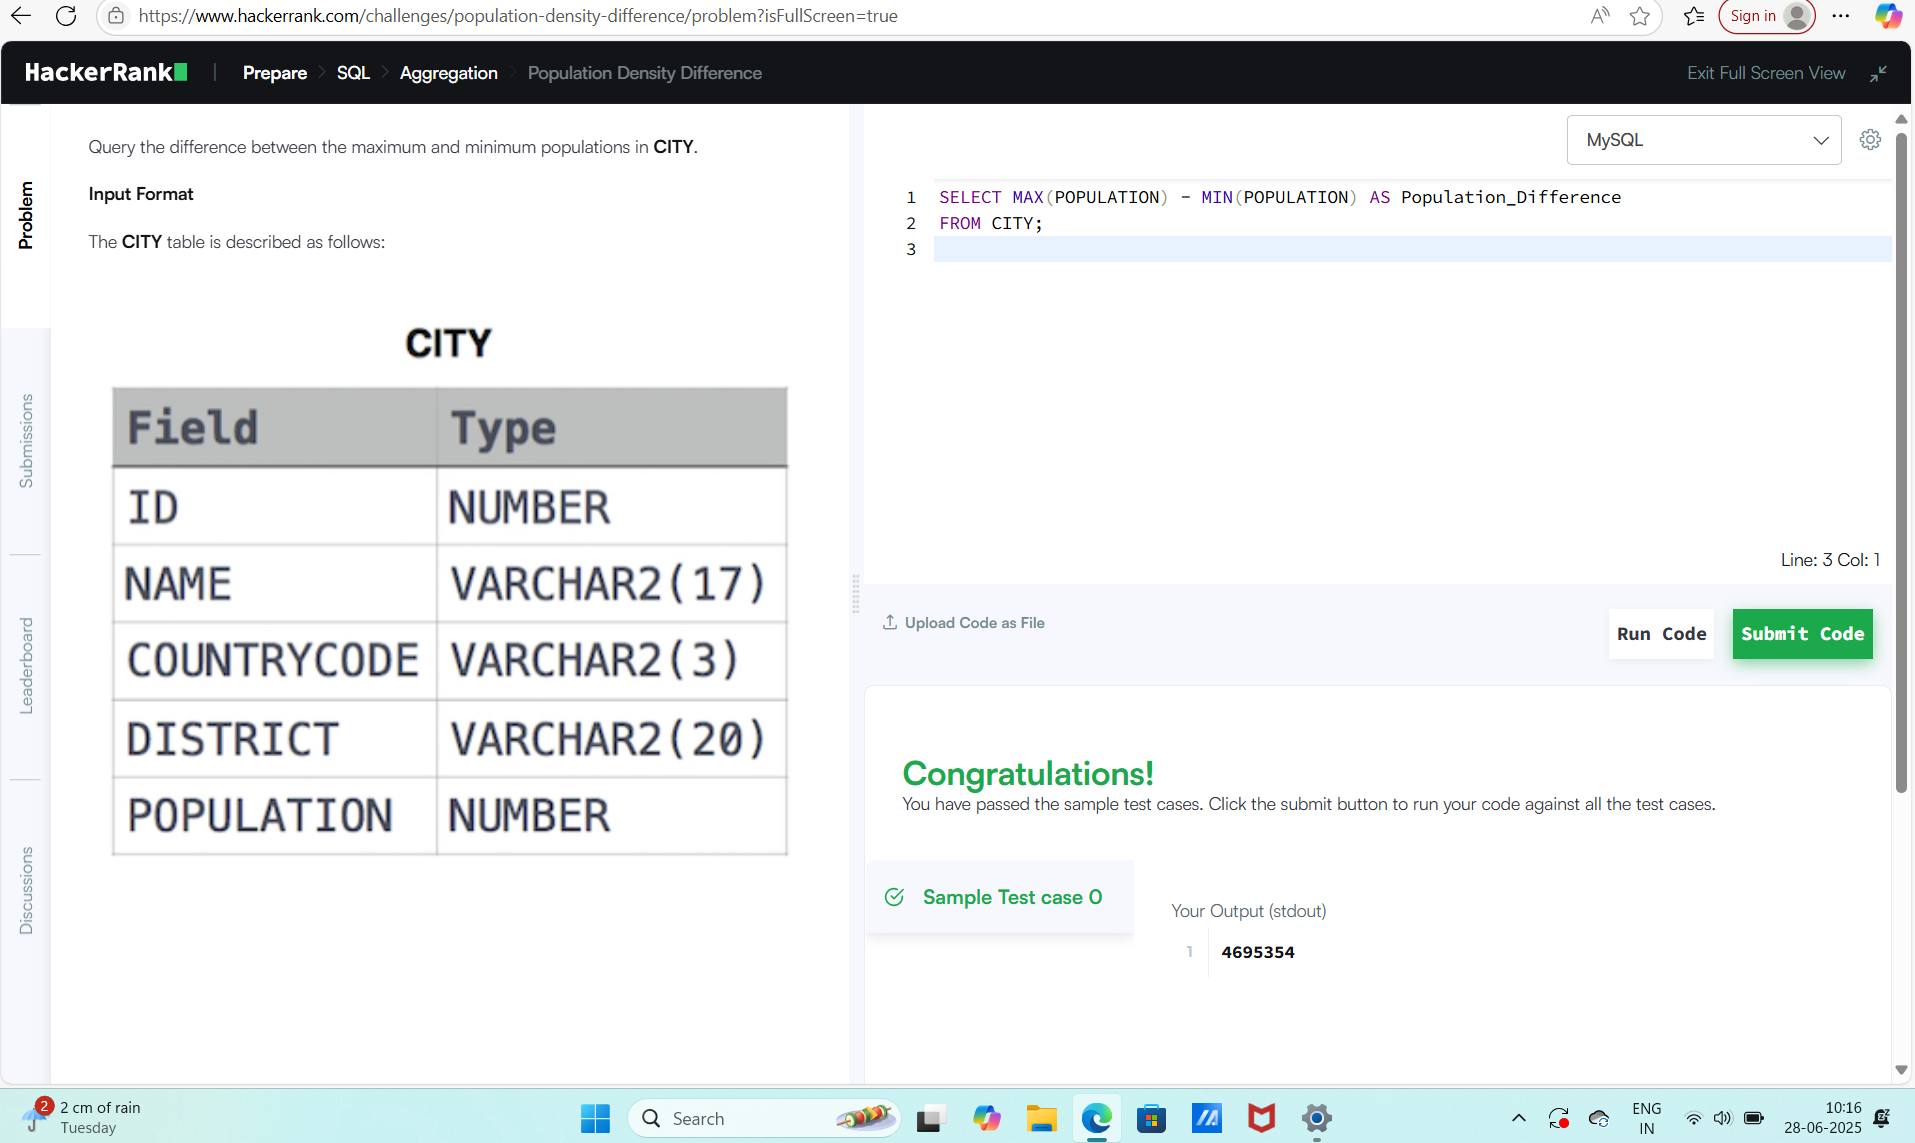 https://www.hackerrank.com/challenges/population-density-difference/problem?isFullScreen=true
Sign in
HackerRank
Prepare
SQL
Aggregation
Population Density Difference
Exit Full Screen View
Problem
Submissions
Leaderboard
Discussions
Query the difference between the maximum and minimum populations in CITY.
Input Format
The CITY table is described as follows:
CITY
Field Type
ID NUMBER
NAME VARCHAR2(17)
COUNTRYCODE VARCHAR2(3)
DISTRICT VARCHAR2(20)
POPULATION NUMBER
MySQL
1 SELECT MAX(POPULATION) - MIN(POPULATION) AS Population_Difference
2 FROM CITY;
3
Line: 3 Col: 1
Upload Code as File
Run Code
Submit Code
Congratulations!
You have passed the sample test cases. Click the submit button to run your code against all the test cases.
Sample Test case 0
Your Output (stdout)
1 4695354
2
2 cm of rain
Tuesday
Search
ENG
IN
10:16
28-06-2025